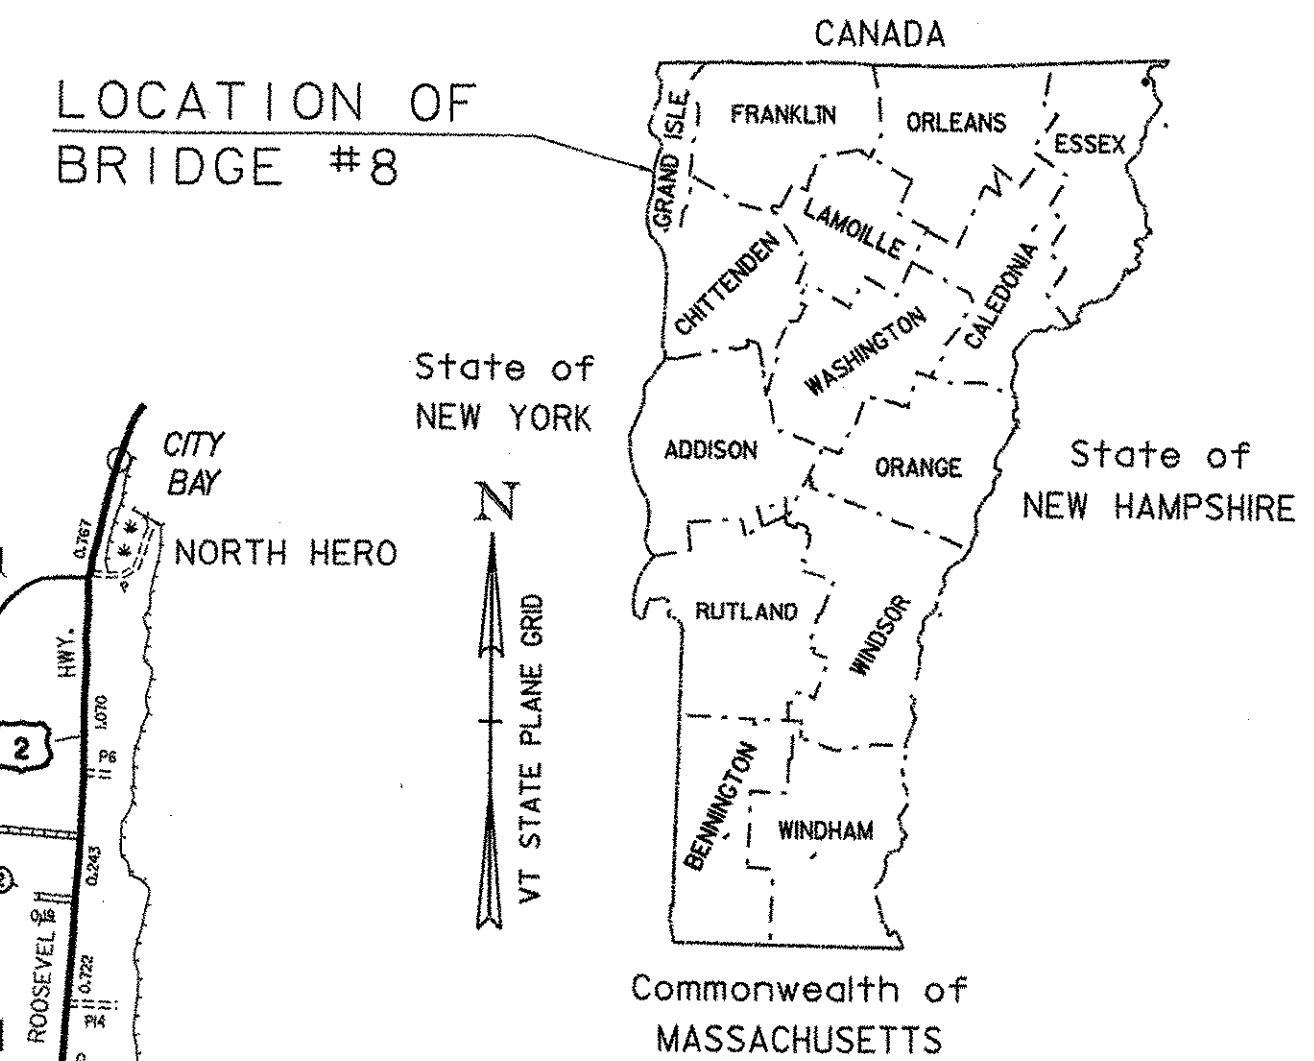 CANADA
LOCATION OF
BRIDGE #8
GRAND ISLE
FRANKLIN
ORLEANS
ESSEX
LAMOILLE
CHITTENDEN
CALEDONIA
WASHINGTON
State of
NEW YORK
ADDISON
ORANGE
State of
NEW HAMPSHIRE
CITY
BAY
NORTH HERO
0.767
N
VT STATE PLANE GRID
RUTLAND
WINDSOR
HWY.
1.070
2
P6
BENNINGTON
WINDHAM
0.243
ROOSEVEL
0.722
P14
Commonwealth of
MASSACHUSETTS